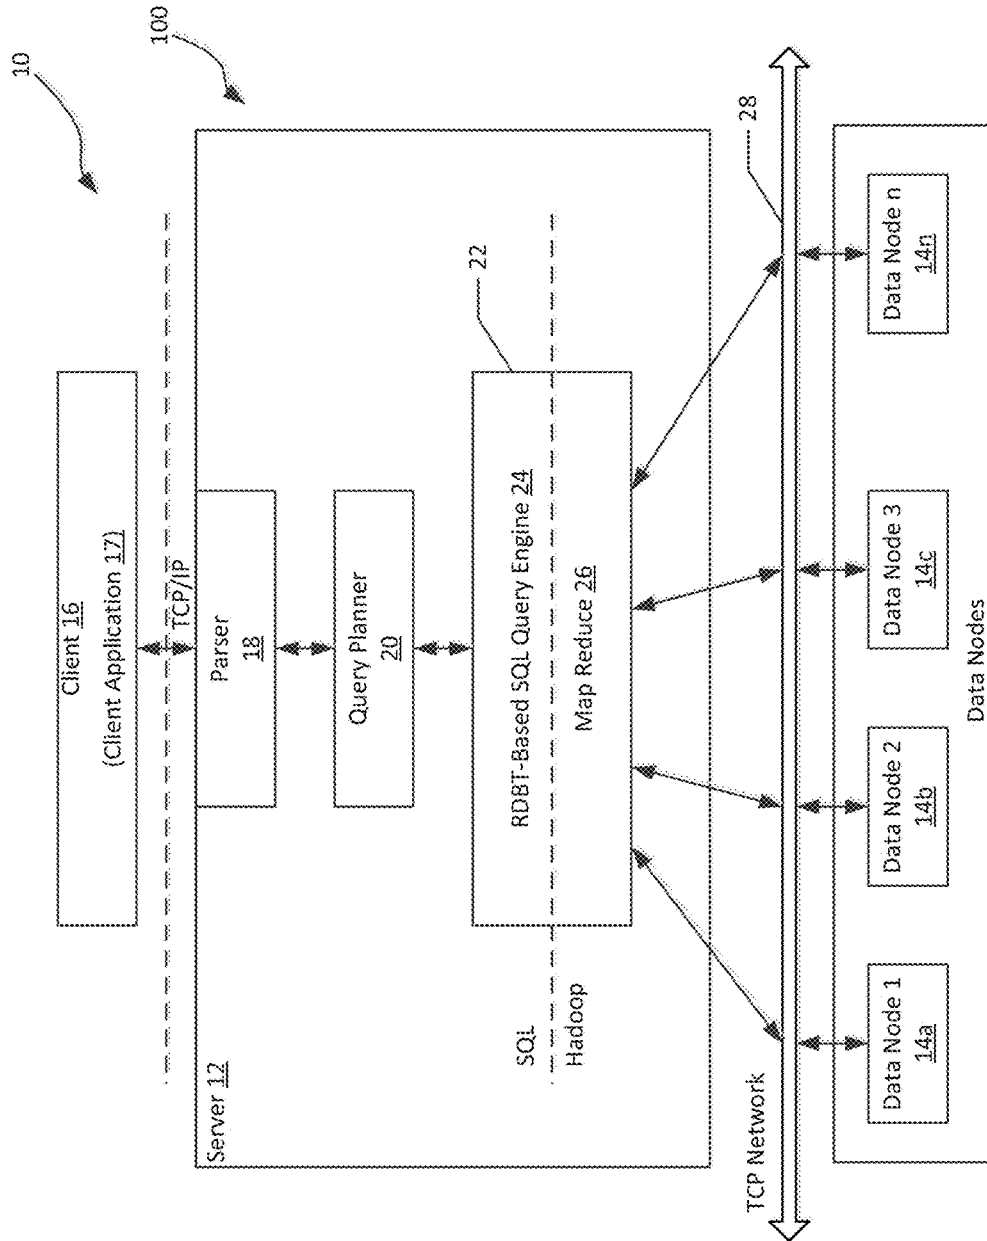 10
100
Client 16
(Client Application 17)
TCP/IP
Server 12
Parser
18
Query Planner
20
22
RDBT-Based SQL Query Engine 24
SQL
Hadoop
Map Reduce 26
28
TCP Network
Data Node 1
14a
Data Node 2
14b
Data Node 3
14c
Data Node n
14n
Data Nodes